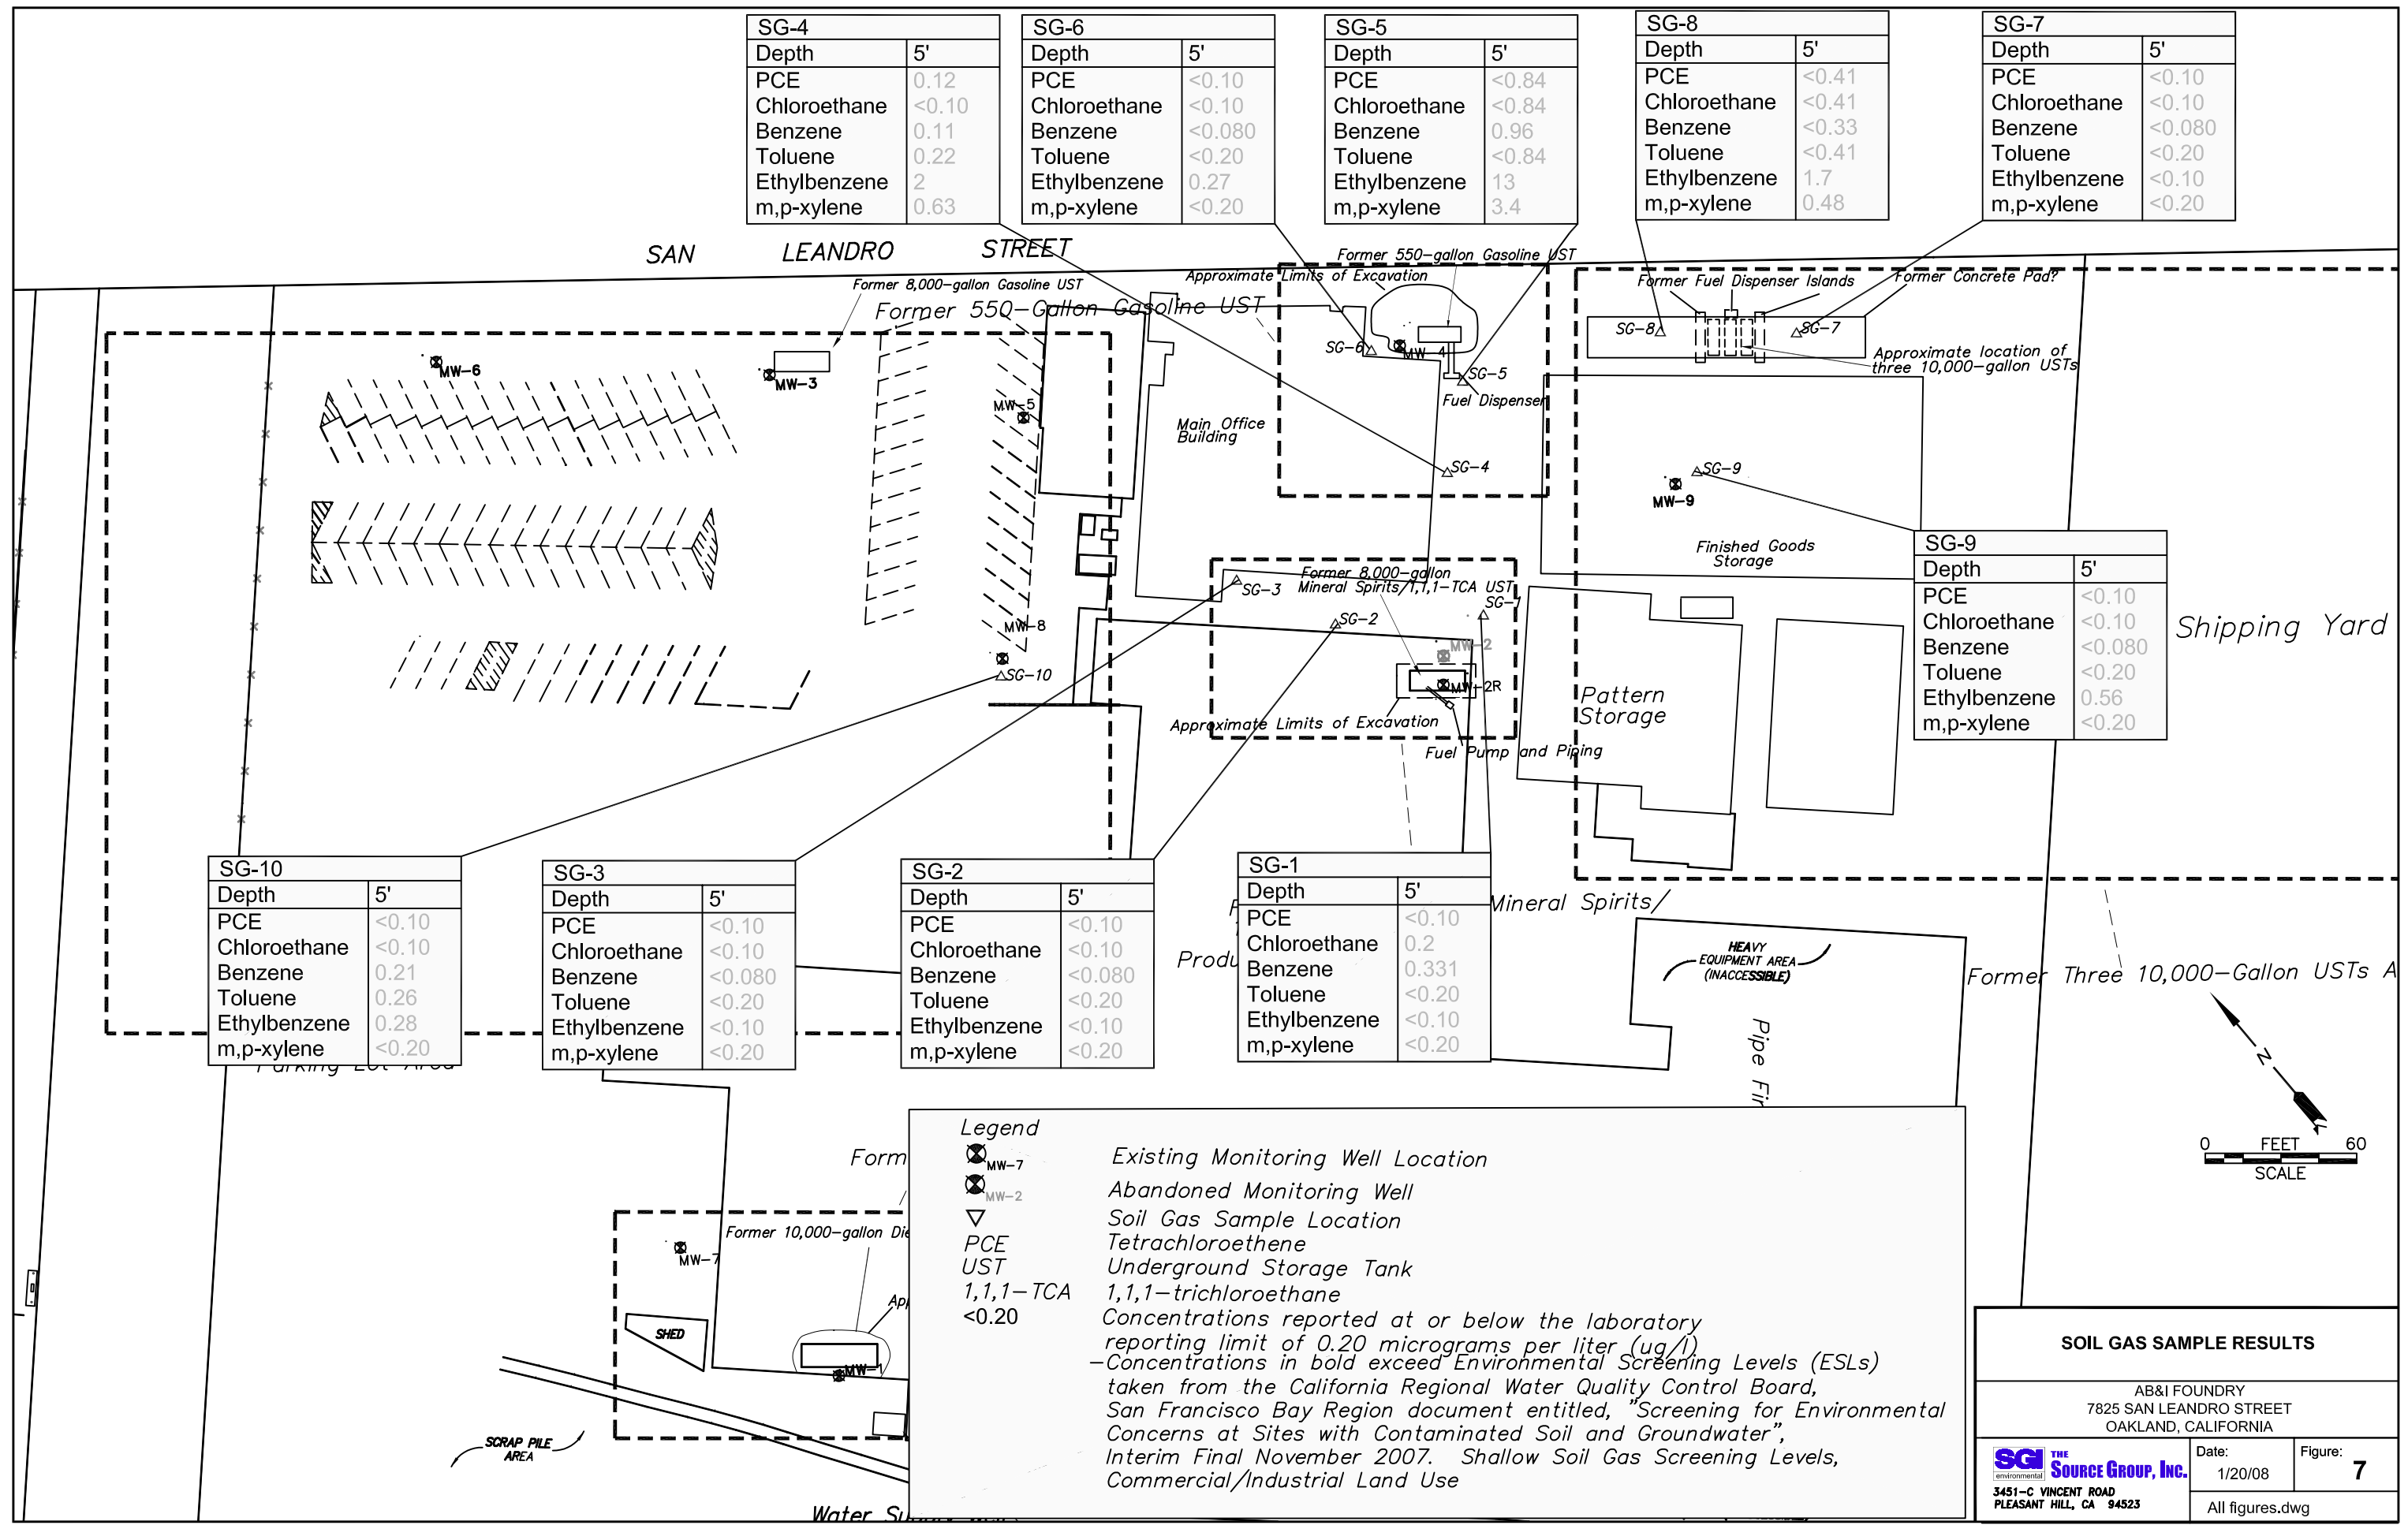 SG-4
Depth 5'
PCE 0.12
Chloroethane <0.10
Benzene 0.11
Toluene 0.22
Ethylbenzene 2
m,p-xylene 0.63
SG-6
Depth 5'
PCE <0.10
Chloroethane <0.10
Benzene <0.080
Toluene <0.20
Ethylbenzene 0.27
m,p-xylene <0.20
SG-5
Depth 5'
PCE <0.84
Chloroethane <0.84
Benzene 0.96
Toluene <0.84
Ethylbenzene 13
m,p-xylene 3.4
SG-8
Depth 5'
PCE <0.41
Chloroethane <0.41
Benzene <0.33
Toluene <0.41
Ethylbenzene 1.7
m,p-xylene 0.48
SG-7
Depth 5'
PCE <0.10
Chloroethane <0.10
Benzene <0.080
Toluene <0.20
Ethylbenzene <0.10
m,p-xylene <0.20
SAN LEANDRO STREET
Former 8,000-gallon Gasoline UST
Former 550-Gallon Gasoline UST
Former 550-gallon Gasoline UST
Approximate Limits of Excavation
Former Fuel Dispenser Islands
Former Concrete Pad?
SG-8
SG-7
Approximate location of
three 10,000-gallon USTs
MW-6
MW-3
MW-5
SG-6
MW-4
SG-5
Fuel Dispenser
Main Office
Building
SG-4
SG-9
MW-9
Finished Goods
Storage
SG-9
Depth 5'
PCE <0.10
Chloroethane <0.10
Benzene <0.080
Toluene <0.20
Ethylbenzene 0.56
m,p-xylene <0.20
Shipping Yard
Former 8,000-gallon
Mineral Spirits/1,1,1-TCA UST
SG-3
SG-2
SG-1
MW-2
MW-2R
MW-8
SG-10
Approximate Limits of Excavation
Fuel Pump and Piping
Pattern
Storage
SG-10
Depth 5'
PCE <0.10
Chloroethane <0.10
Benzene 0.21
Toluene 0.26
Ethylbenzene 0.28
m,p-xylene <0.20
SG-3
Depth 5'
PCE <0.10
Chloroethane <0.10
Benzene <0.080
Toluene <0.20
Ethylbenzene <0.10
m,p-xylene <0.20
SG-2
Depth 5'
PCE <0.10
Chloroethane <0.10
Benzene <0.080
Toluene <0.20
Ethylbenzene <0.10
m,p-xylene <0.20
SG-1
Depth 5'
PCE <0.10
Chloroethane 0.2
Benzene 0.331
Toluene <0.20
Ethylbenzene <0.10
m,p-xylene <0.20
Mineral Spirits/
Produ
HEAVY
EQUIPMENT AREA
(INACCESSIBLE)
Former Three 10,000-Gallon USTs A
Parking Lot Area
Pipe Fir
N
0 FEET 60
SCALE
Form
Former 10,000-gallon Die
MW-7
App
SHED
MW-1
SCRAP PILE
AREA
Legend
MW-7 Existing Monitoring Well Location
MW-2 Abandoned Monitoring Well
Soil Gas Sample Location
PCE Tetrachloroethene
UST Underground Storage Tank
1,1,1-TCA 1,1,1-trichloroethane
<0.20 Concentrations reported at or below the laboratory
reporting limit of 0.20 micrograms per liter (ug/l)
-Concentrations in bold exceed Environmental Screening Levels (ESLs)
taken from the California Regional Water Quality Control Board,
San Francisco Bay Region document entitled, "Screening for Environmental
Concerns at Sites with Contaminated Soil and Groundwater",
Interim Final November 2007. Shallow Soil Gas Screening Levels,
Commercial/Industrial Land Use
Water
SOIL GAS SAMPLE RESULTS
AB&I FOUNDRY
7825 SAN LEANDRO STREET
OAKLAND, CALIFORNIA
SGI environmental THE SOURCE GROUP, INC.
3451-C VINCENT ROAD
PLEASANT HILL, CA 94523
Date: 1/20/08
Figure: 7
All figures.dwg